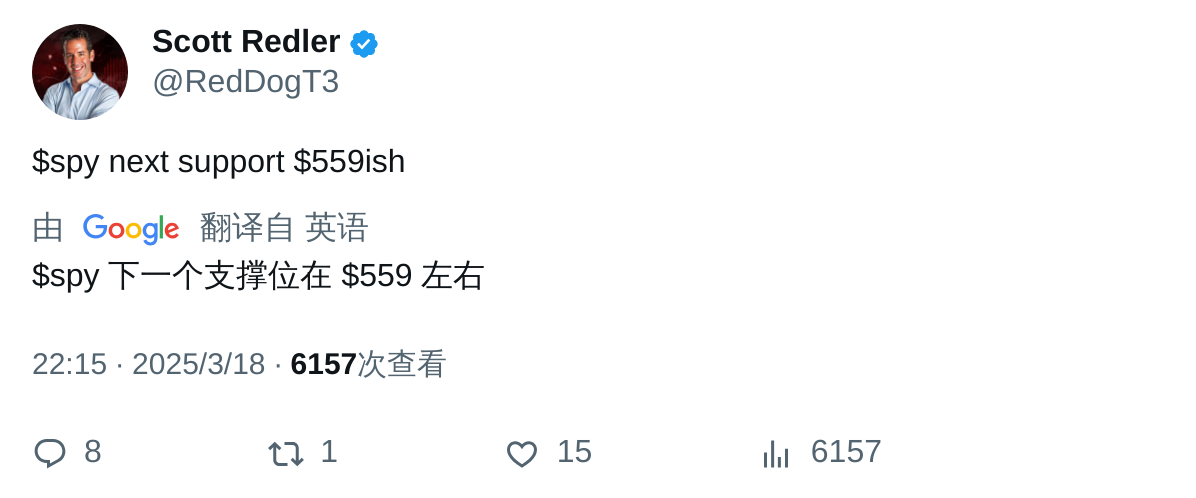 Scott Redler
@RedDogT3
$spy next support $559ish
由 Google 翻译自 英语
$spy 下一个支撑位在 $559 左右
22:15 · 2025/3/18 · 6157次查看
8 1 15 6157